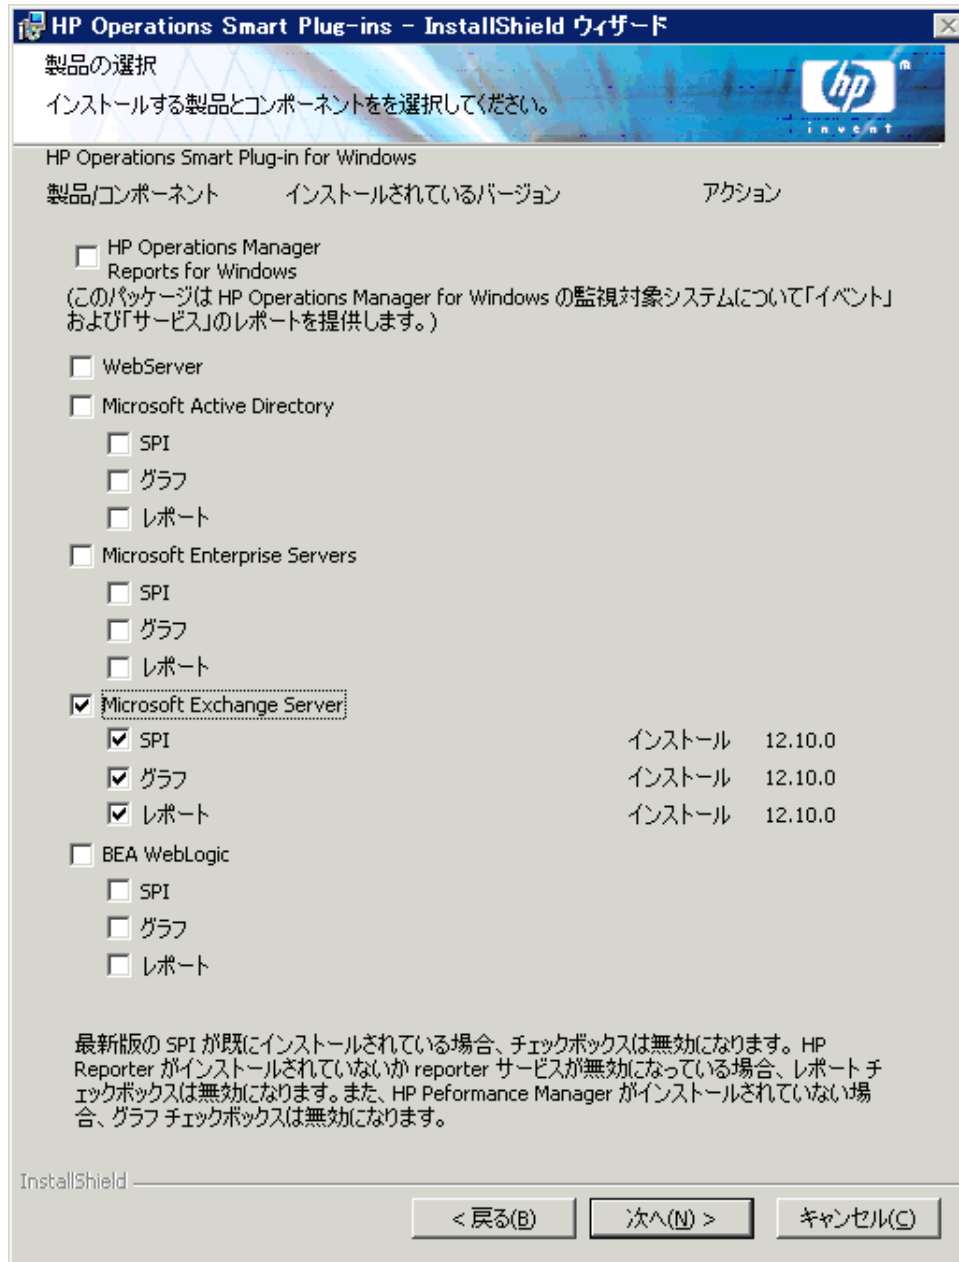 HP Operations Smart Plug-ins - InstallShield ウィザード
製品の選択
インストールする製品とコンポーネントをを選択してください。
hp
invent
HP Operations Smart Plug-in for Windows
製品/コンポーネント インストールされているバージョン アクション
HP Operations Manager
Reports for Windows
(このパッケージは HP Operations Manager for Windows の監視対象システムについて「イベント」
および「サービス」のレポートを提供します。)
WebServer
Microsoft Active Directory
SPI
グラフ
レポート
Microsoft Enterprise Servers
SPI
グラフ
レポート
Microsoft Exchange Server
SPI インストール 12.10.0
グラフ インストール 12.10.0
レポート インストール 12.10.0
BEA WebLogic
SPI
グラフ
レポート
最新版の SPI が既にインストールされている場合、チェックボックスは無効になります。 HP
Reporter がインストールされていないか reporter サービスが無効になっている場合、レポート チ
ェックボックスは無効になります。また、HP Peformance Manager がインストールされていない場
合、グラフ チェックボックスは無効になります。
InstallShield
< 戻る(B) 次へ(N) > キャンセル(C)